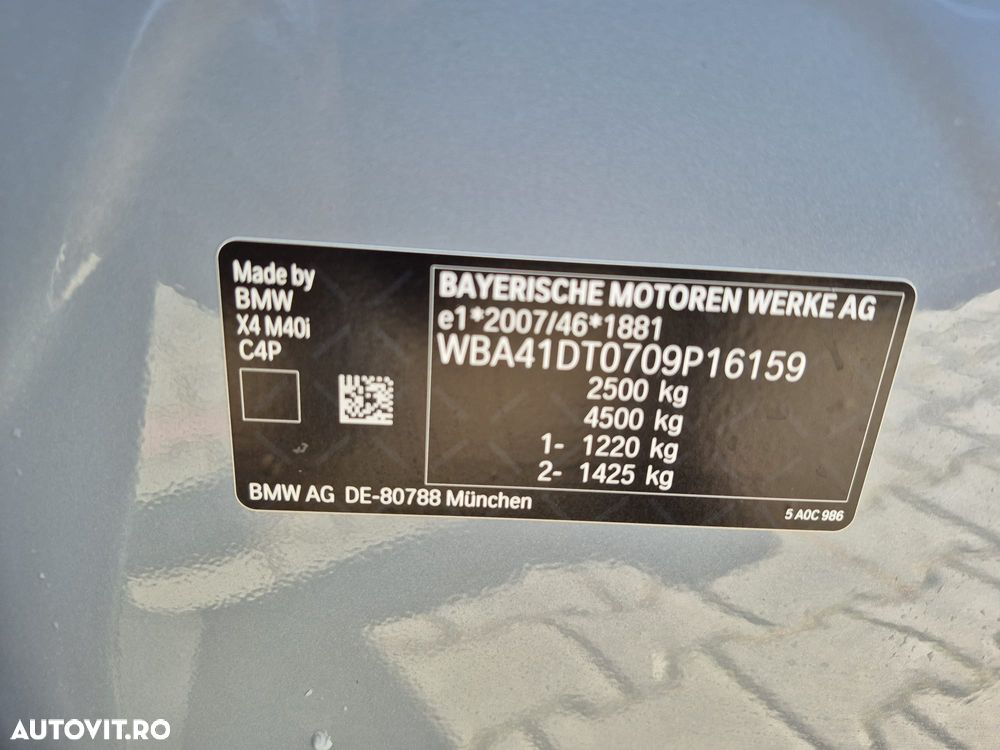 Made by
BMW
X4 M40i
C4P
BAYERISCHE MOTOREN WERKE AG
e1*2007/46*1881
WBA41DT0709P16159
2500 kg
4500 kg
1- 1220 kg
2- 1425 kg
BMW AG DE-80788 München
5 A0C 986
AUTOVIT.RO